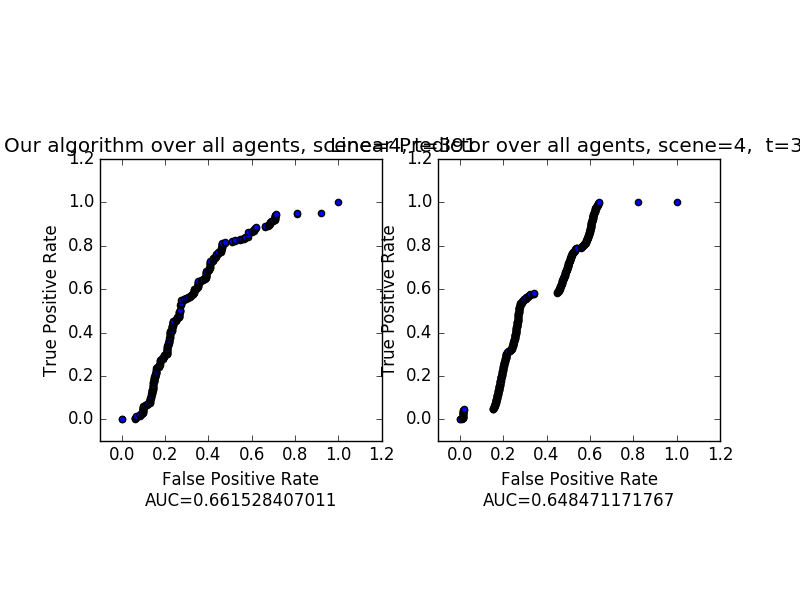 Our algorithm over all agents, scene=4, t=391
Linear Predictor over all agents, scene=4, t=3
1.2
1.0
0.8
0.6
0.4
0.2
0.0
True Positive Rate
0.0 0.2 0.4 0.6 0.8 1.0 1.2
False Positive Rate
AUC=0.661528407011
1.2
1.0
0.8
0.6
0.4
0.2
0.0
True Positive Rate
0.0 0.2 0.4 0.6 0.8 1.0 1.2
False Positive Rate
AUC=0.648471171767